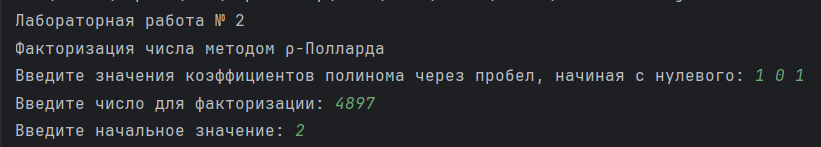 Лабораторная работа № 2
Факторизация числа методом ρ-Полларда
Введите значения коэффициентов полинома через пробел, начиная с нулевого: 1 0 1
Введите число для факторизации: 4897
Введите начальное значение: 2